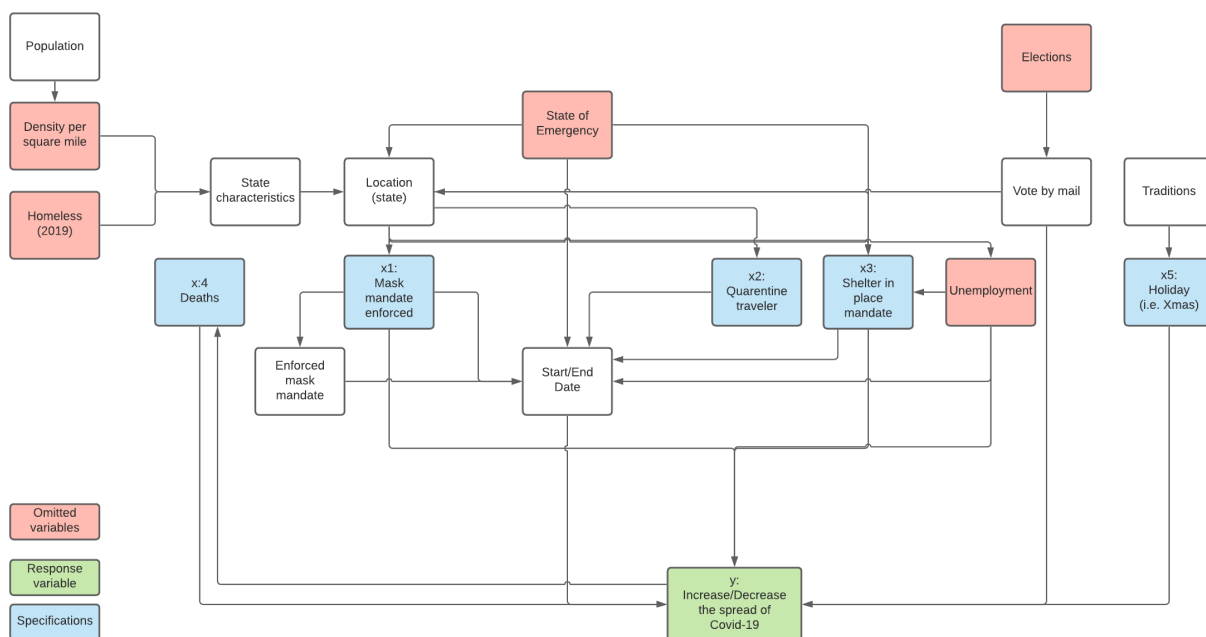 Population
Elections
Density per
square mile
State of
Emergency
State
characteristics
Location
(state)
Vote by mail
Traditions
Homeless
(2019)
x:4
Deaths
x1:
Mask
mandate
enforced
x2:
Quarentine
traveler
x3:
Shelter in
place
mandate
Unemployment
x5:
Holiday
(i.e. Xmas)
Enforced
mask
mandate
Start/End
Date
Omitted
variables
Response
variable
Specifications
y:
Increase/Decrease
the spread of
Covid-19